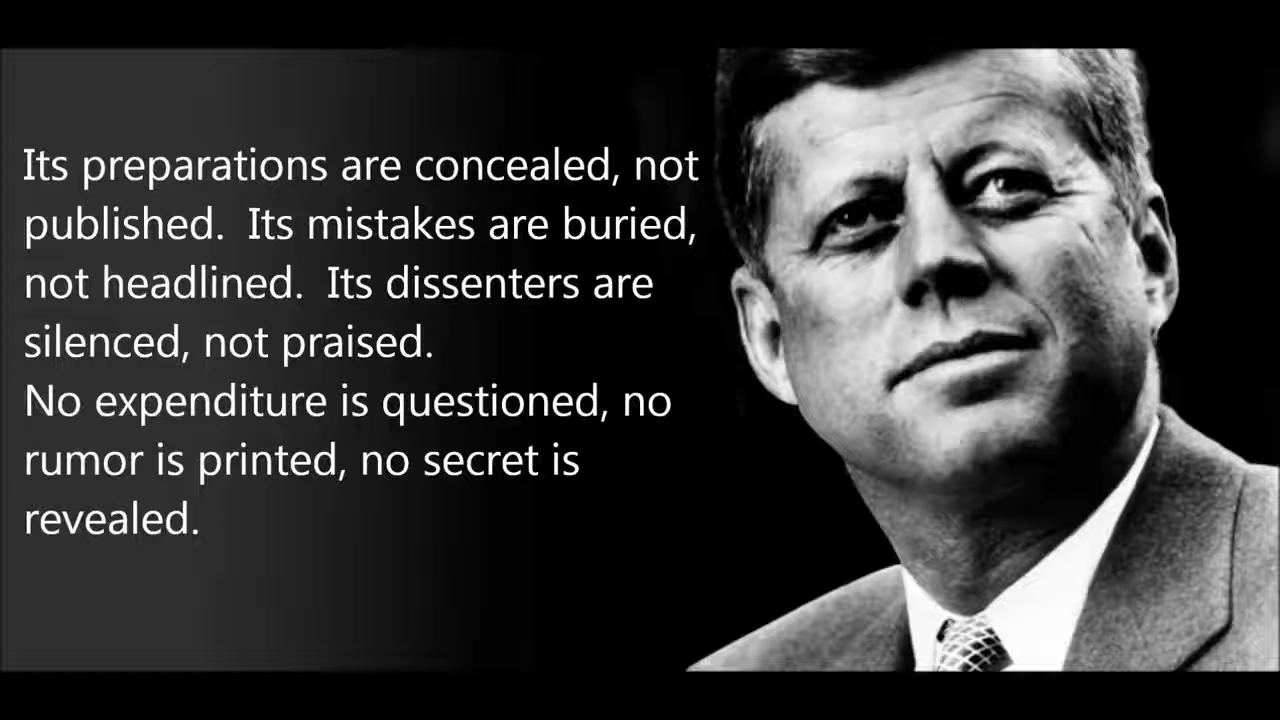 Its preparations are concealed, not
published.  Its mistakes are buried,
not headlined.  Its dissenters are
silenced, not praised.
No expenditure is questioned, no
rumor is printed, no secret is
revealed.